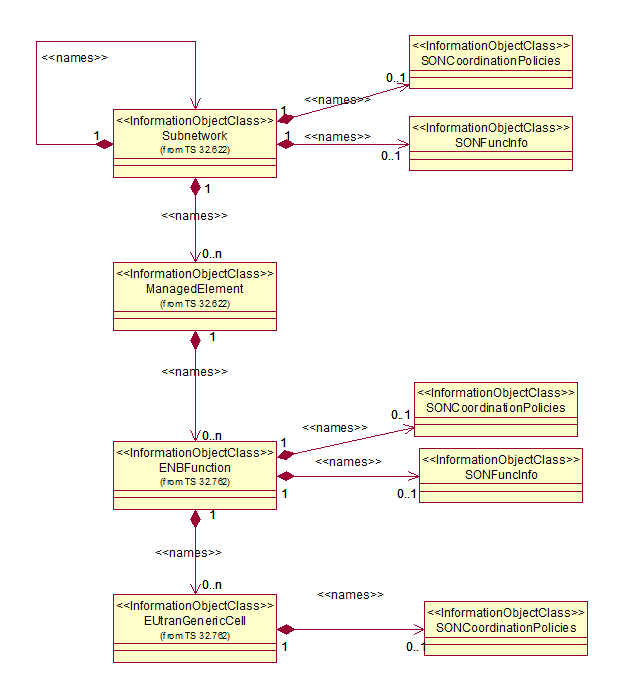 <<InformationObjectClass>>
SONCoordinationPolicies
<<names>>
0..1
<<names>>
1
<<InformationObjectClass>>
Subnetwork
(from TS 32.622)
1
1
<<names>>
0..1
<<InformationObjectClass>>
SONFuncInfo
1
<<names>>
0..n
<<InformationObjectClass>>
ManagedElement
(from TS 32.622)
1
<<names>>
0..n
<<InformationObjectClass>>
SONCoordinationPolicies
0..1
<<names>>
1
<<InformationObjectClass>>
ENBFunction
(from TS 32.762)
<<names>>
1
0..1
<<InformationObjectClass>>
SONFuncInfo
1
<<names>>
0..n
<<InformationObjectClass>>
EUtranGenericCell
(from TS 32.762)
<<names>>
1
0..1
<<InformationObjectClass>>
SONCoordinationPolicies